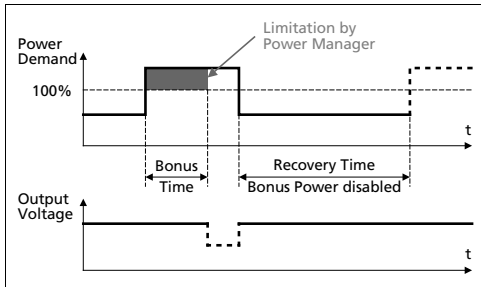 Limitation by
Power Manager
Power
Demand
100%
t
Bonus
Time
Recovery Time
Bonus Power disabled
Output
Voltage
t